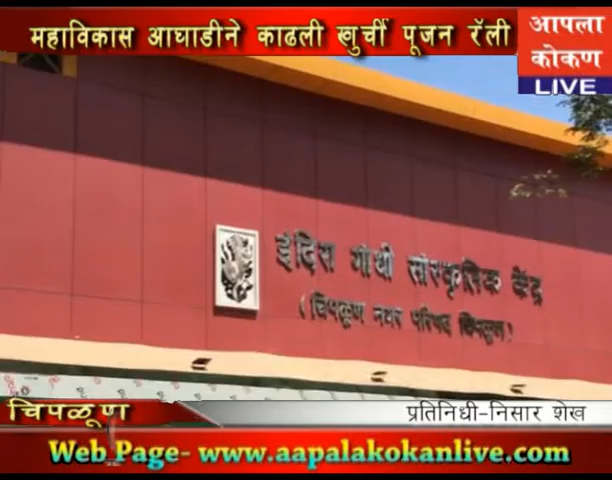 महाविकास आघाडीने काढली खुर्ची पूजन रॅली
आपला
कोकण
LIVE
इंदिरा गांधी सांस्कृतिक केंद्र
( चिपळूण नगर परिषद चिपळूण )
चिपळूण
प्रतिनिधी-निसार शेख
Web Page- www.aapalakokanlive.com